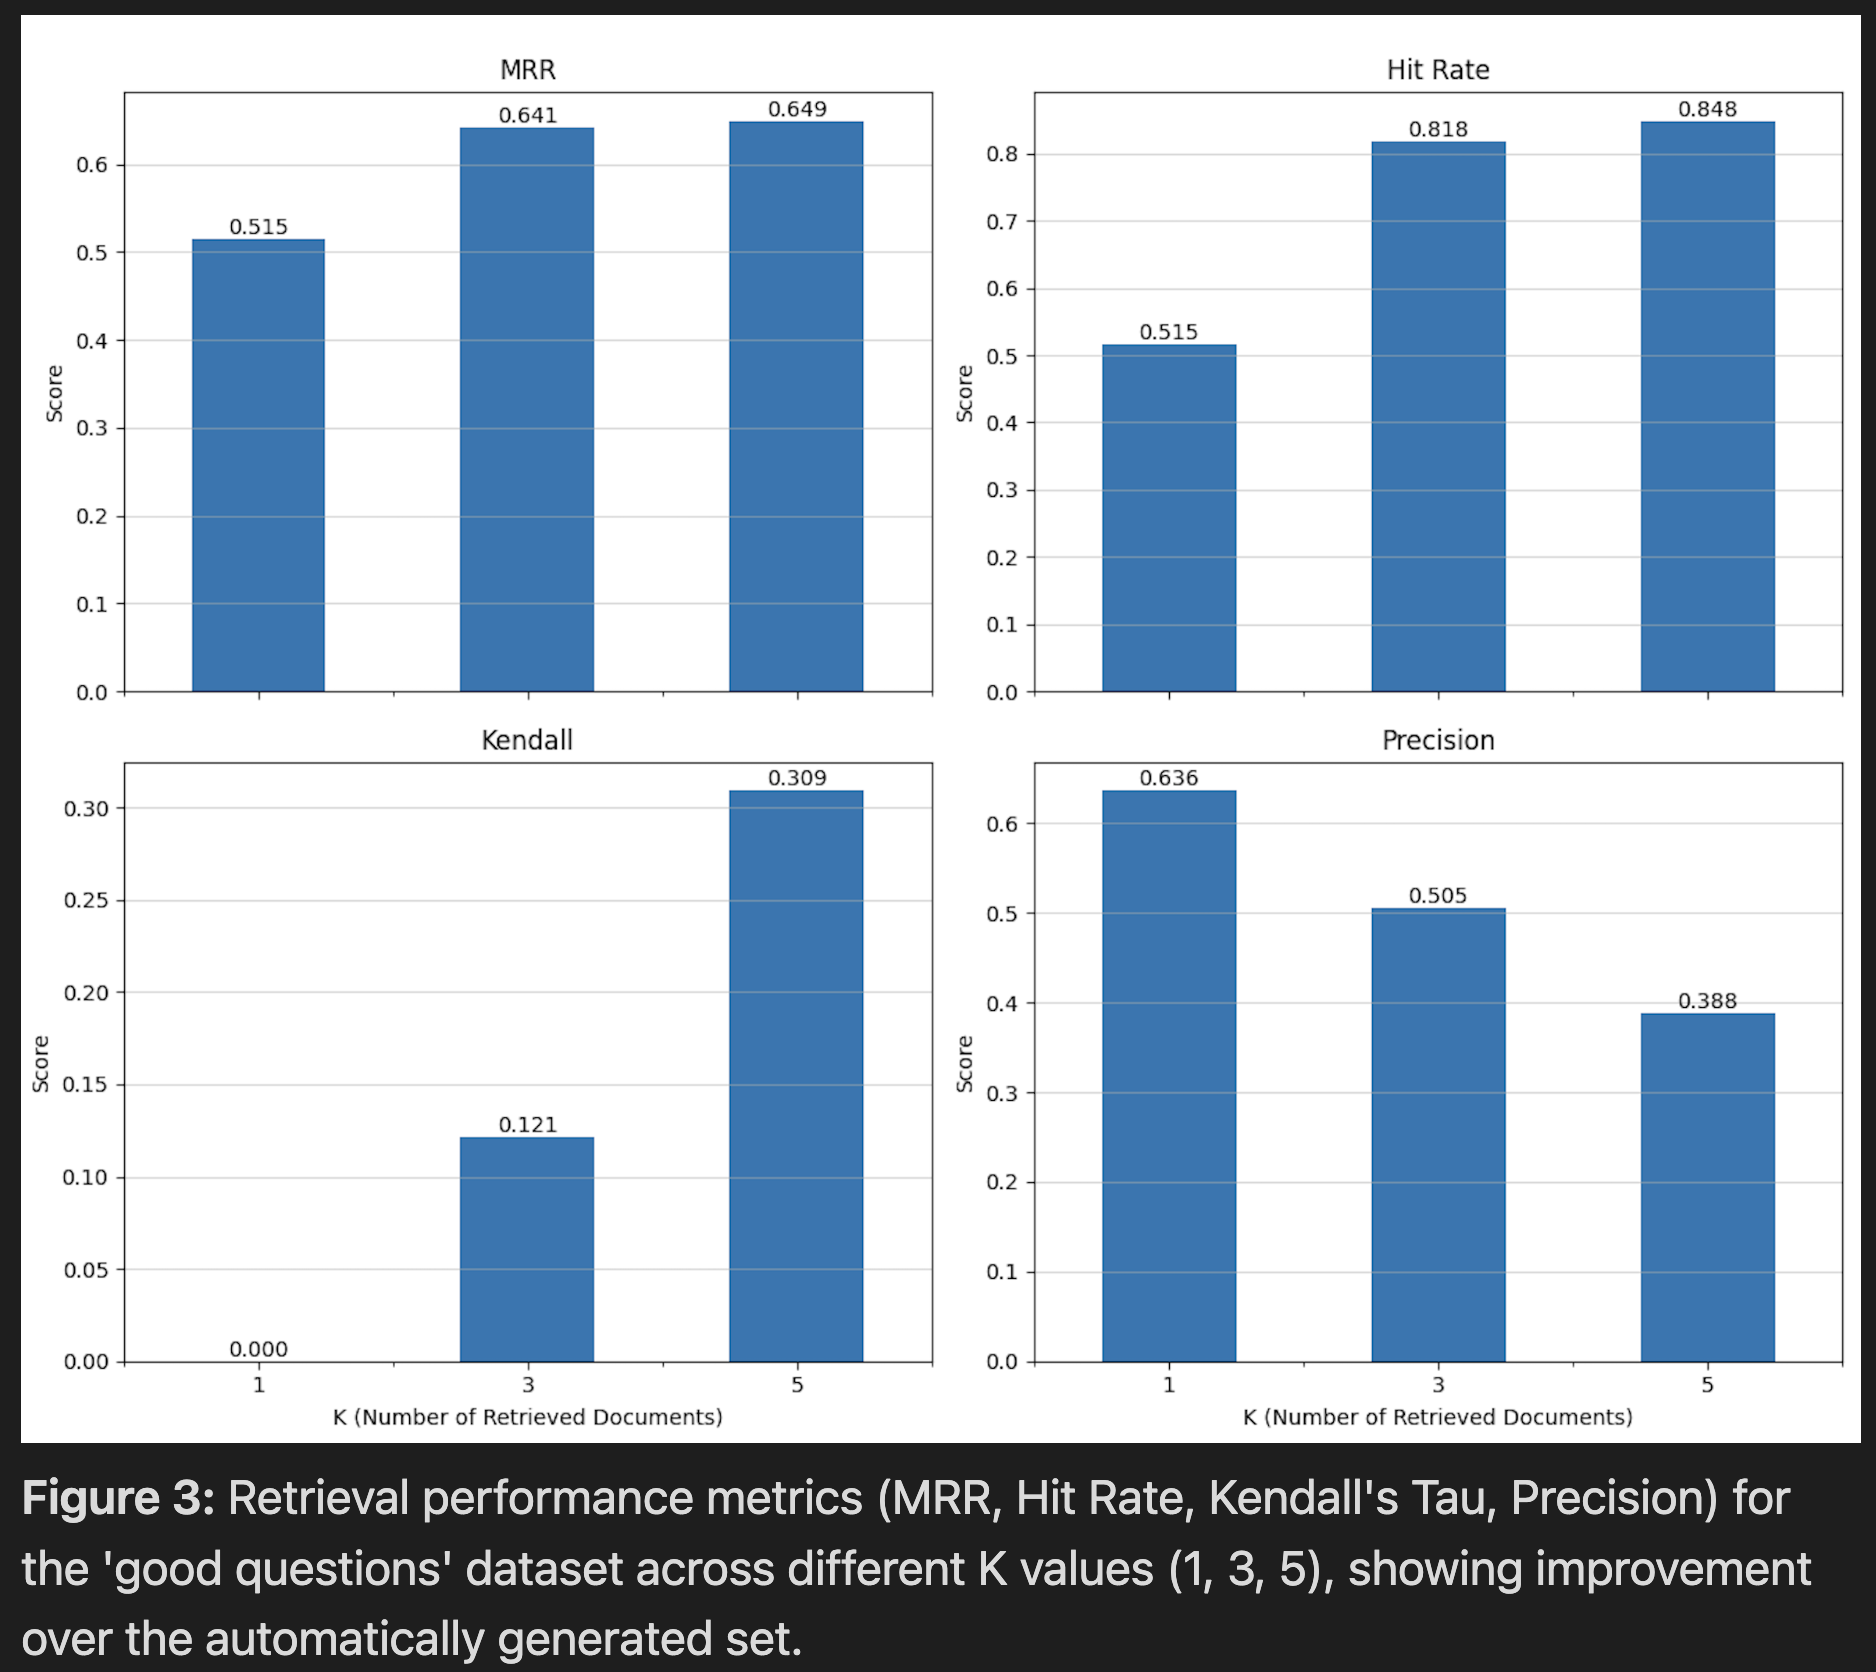 MRR
0.641
0.649
0.515
0.6
0.5
0.4
0.3
0.2
0.1
0.0
Score
Hit Rate
0.848
0.818
0.515
0.8
0.7
0.6
0.5
0.4
0.3
0.2
0.1
0.0
Score
Kendall
0.309
0.121
0.000
0.30
0.25
0.20
0.15
0.10
0.05
0.00
Score
1 3 5
K (Number of Retrieved Documents)
Precision
0.636
0.505
0.388
0.6
0.5
0.4
0.3
0.2
0.1
0.0
Score
1 3 5
K (Number of Retrieved Documents)
Figure 3: Retrieval performance metrics (MRR, Hit Rate, Kendall's Tau, Precision) for
the 'good questions' dataset across different K values (1, 3, 5), showing improvement
over the automatically generated set.